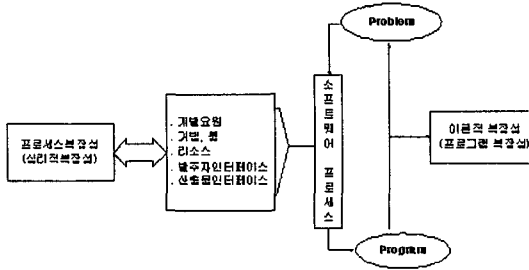 Problem
프로세스복잡성
(심리적복잡성)
. 개발요원
. 기법, 툴
. 리소스
. 발주자인터페이스
. 산출물인터페이스
소프트웨어 프로세스
이론적 복잡성
(프로그램 복잡성)
Program